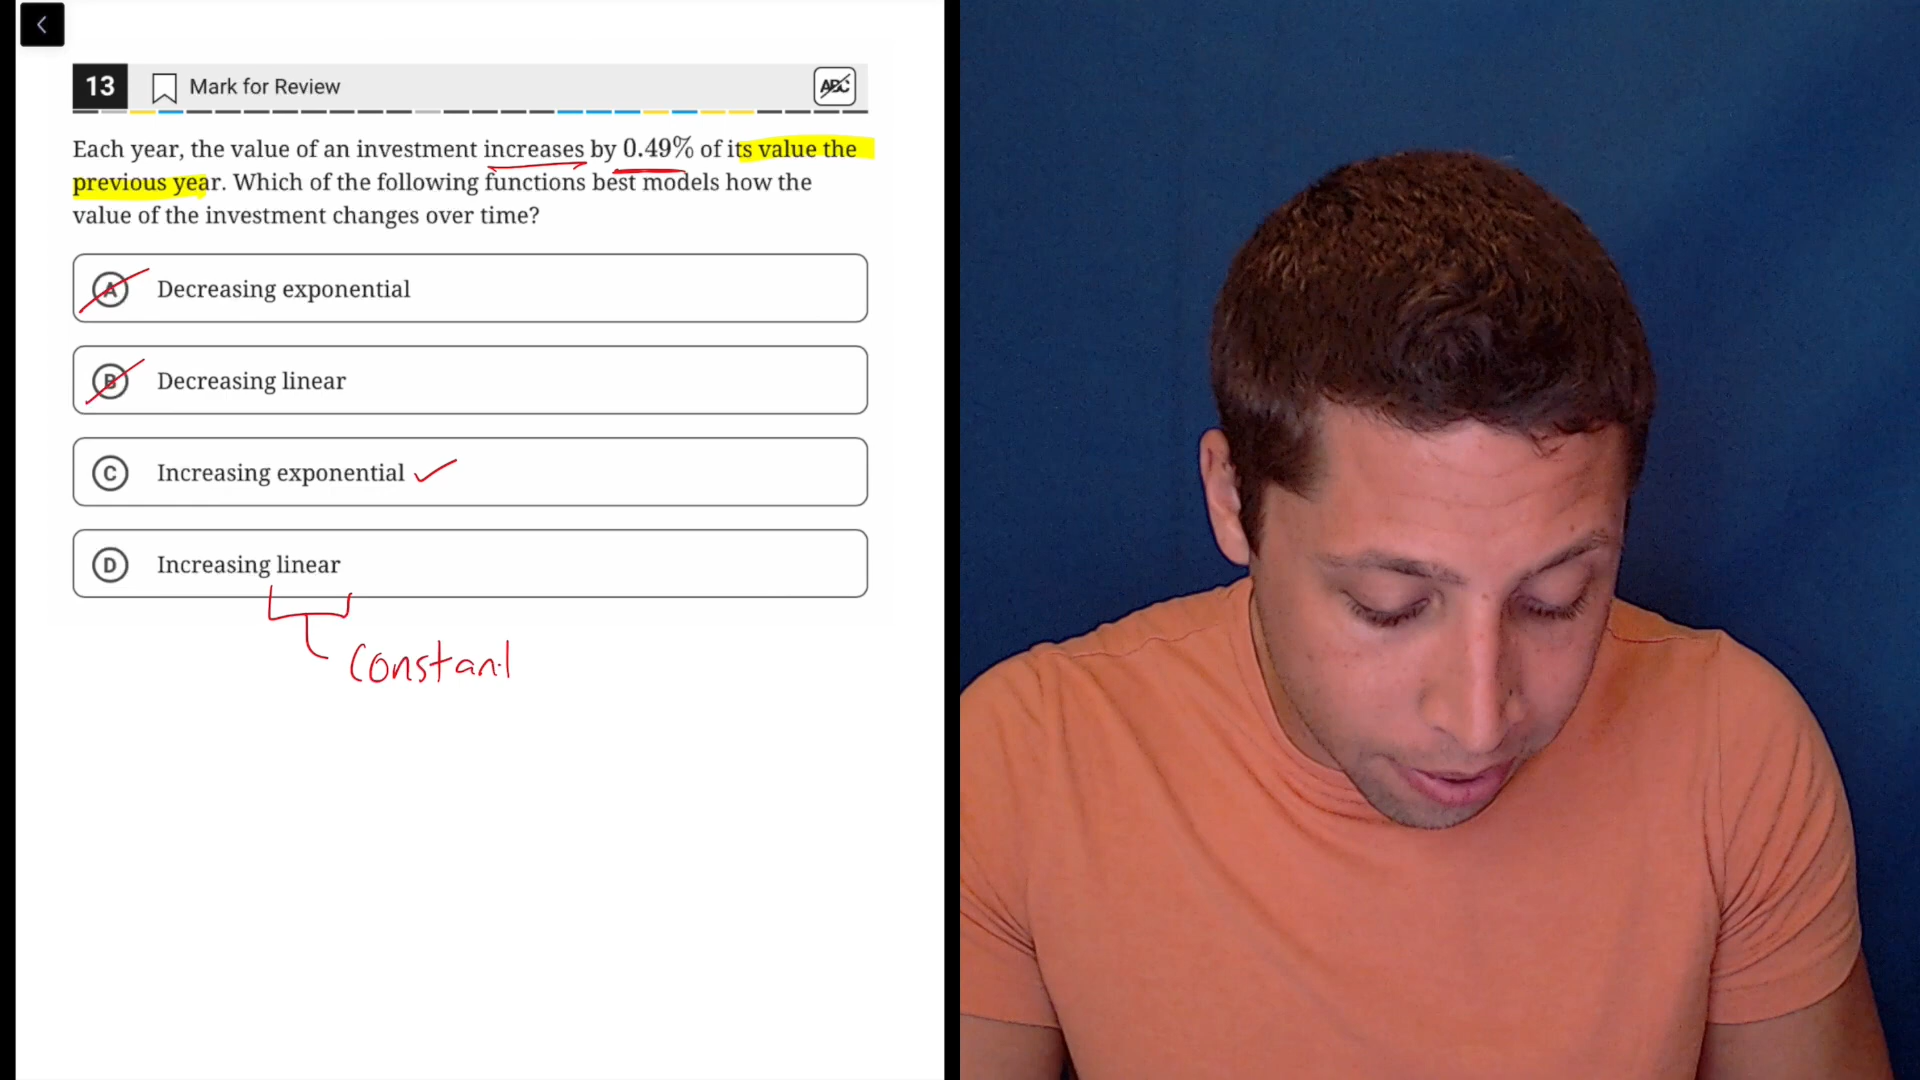 13 Mark for Review ABC
Each year, the value of an investment increases by 0.49% of its value the
previous year. Which of the following functions best models how the
value of the investment changes over time?
A Decreasing exponential
B Decreasing linear
C Increasing exponential
D Increasing linear
constant